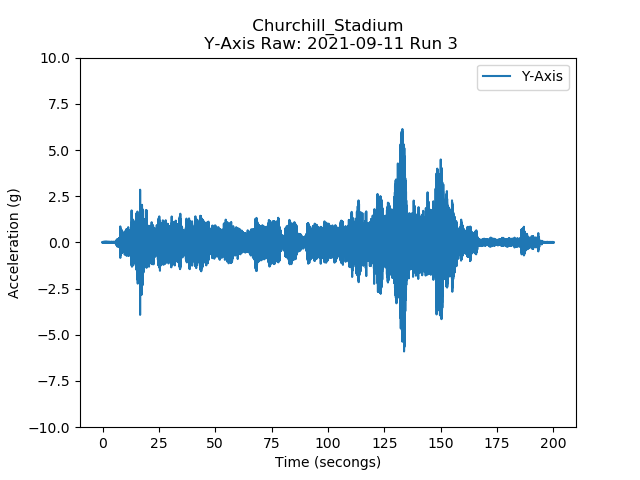 Churchill_Stadium
Y-Axis Raw: 2021-09-11 Run 3
Y-Axis
10.0
7.5
5.0
2.5
0.0
−2.5
−5.0
−7.5
−10.0
Acceleration (g)
0 25 50 75 100 125 150 175 200
Time (seconds)